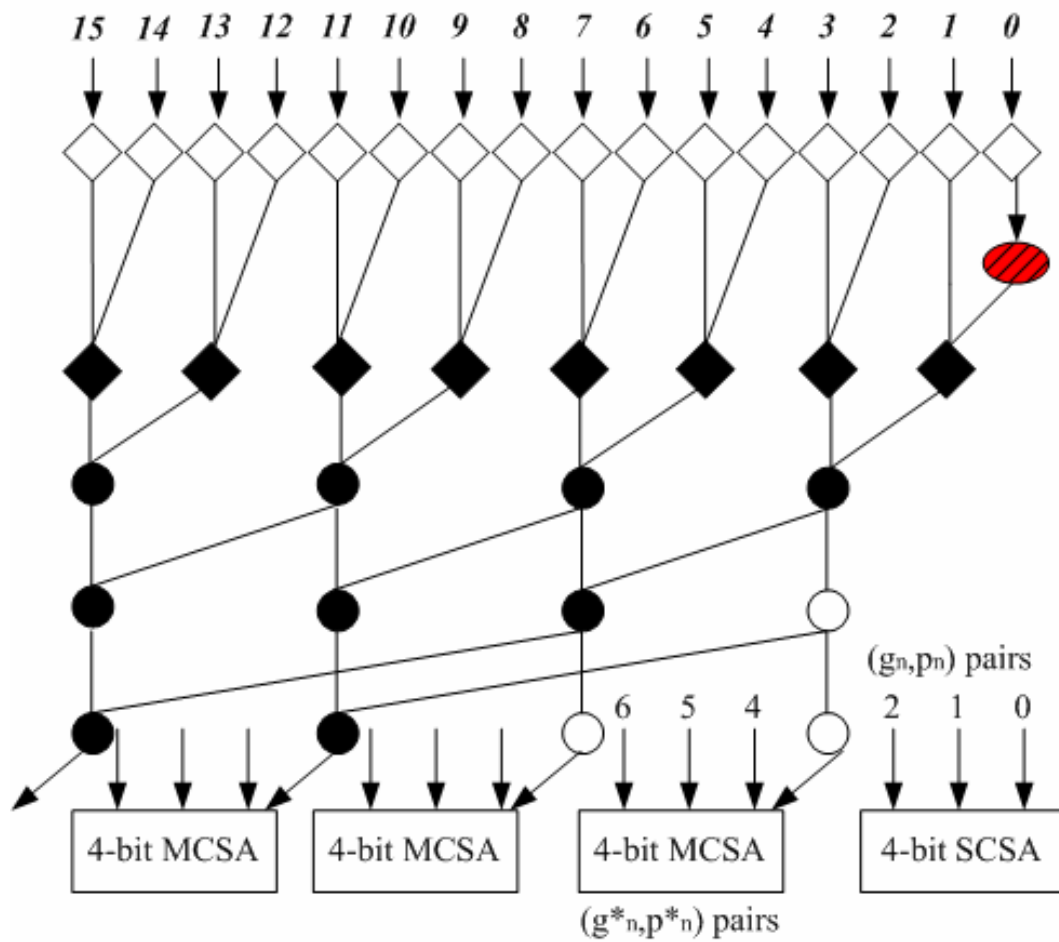 15 14 13 12 11 10 9 8 7 6 5 4 3 2 1 0
(gn,pn) pairs
6 5 4 2 1 0
4-bit MCSA 4-bit MCSA 4-bit MCSA 4-bit SCSA
(g*n,p*n) pairs